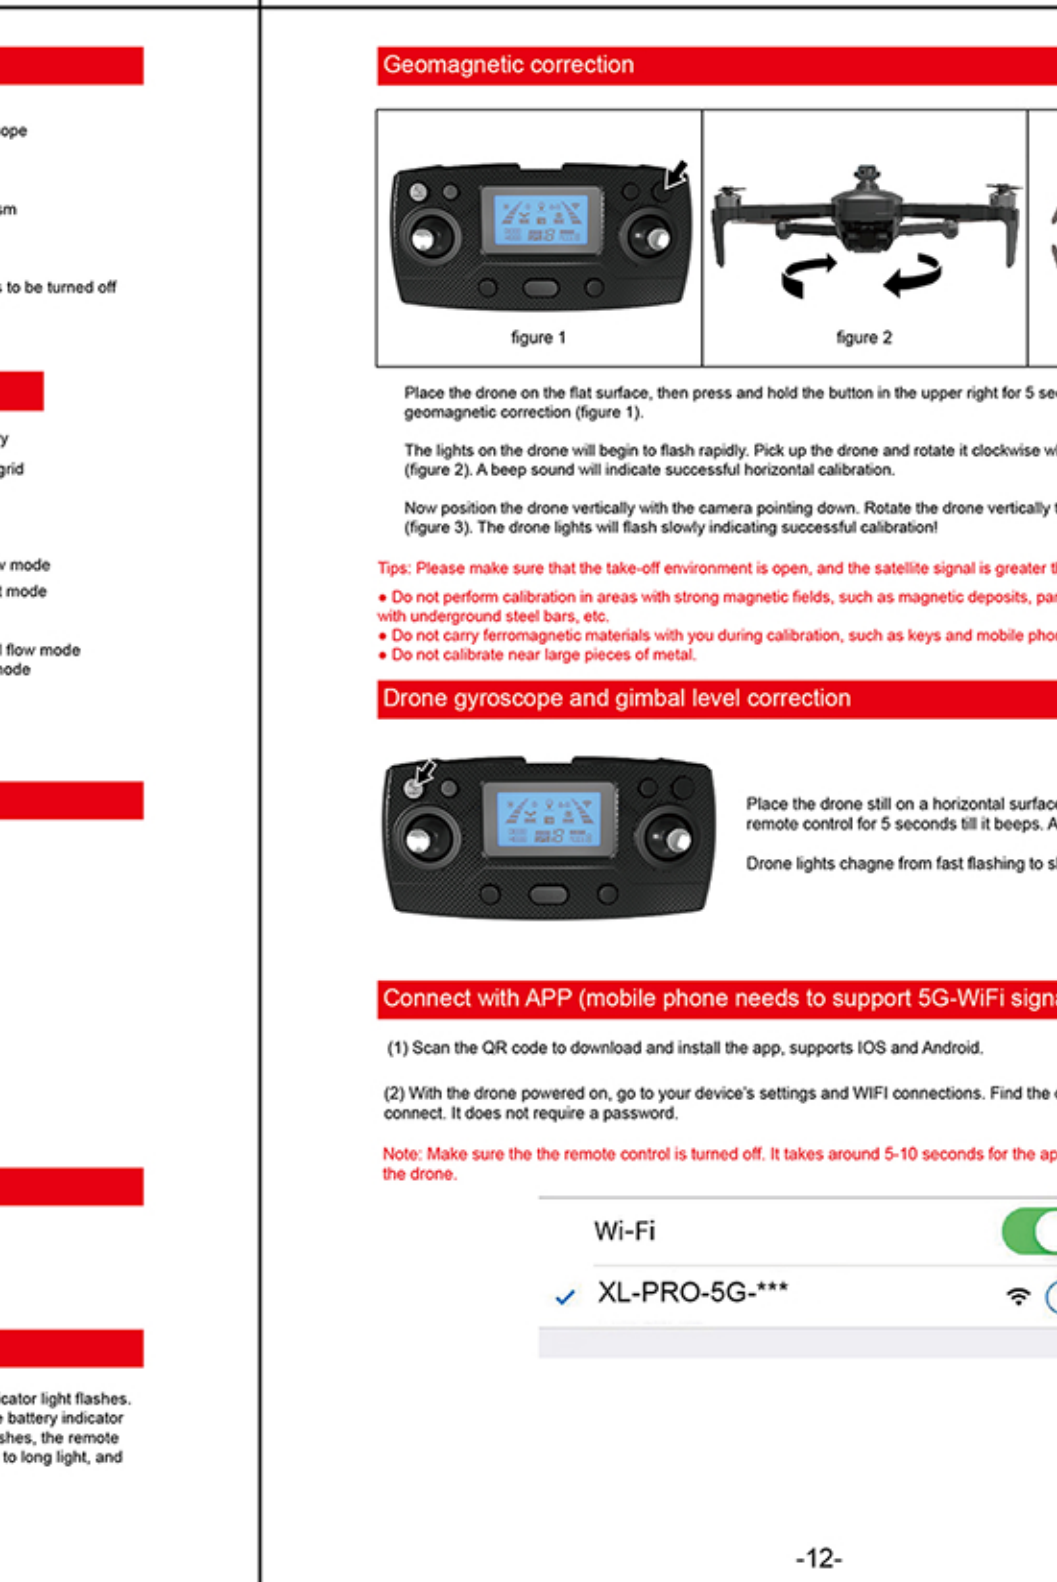 ope
sm
s to be turned off
y
grid
v mode
t mode
l flow mode
node
icator light flashes.
e battery indicator
shes, the remote
to long light, and
Geomagnetic correction
figure 1
figure 2
Place the drone on the flat surface, then press and hold the button in the upper right for 5 sec
geomagnetic correction (figure 1).
The lights on the drone will begin to flash rapidly. Pick up the drone and rotate it clockwise wh
(figure 2). A beep sound will indicate successful horizontal calibration.
Now position the drone vertically with the camera pointing down. Rotate the drone vertically t
(figure 3). The drone lights will flash slowly indicating successful calibration!
Tips: Please make sure that the take-off environment is open, and the satellite signal is greater th
● Do not perform calibration in areas with strong magnetic fields, such as magnetic deposits, par
with underground steel bars, etc.
● Do not carry ferromagnetic materials with you during calibration, such as keys and mobile phon
● Do not calibrate near large pieces of metal.
Drone gyroscope and gimbal level correction
Place the drone still on a horizontal surface
remote control for 5 seconds till it beeps. A
Drone lights chagne from fast flashing to sl
Connect with APP (mobile phone needs to support 5G-WiFi signa
(1) Scan the QR code to download and install the app, supports IOS and Android.
(2) With the drone powered on, go to your device's settings and WIFI connections. Find the
connect. It does not require a password.
Note: Make sure the the remote control is turned off. It takes around 5-10 seconds for the ap
the drone.
Wi-Fi
XL-PRO-5G-***
-12-